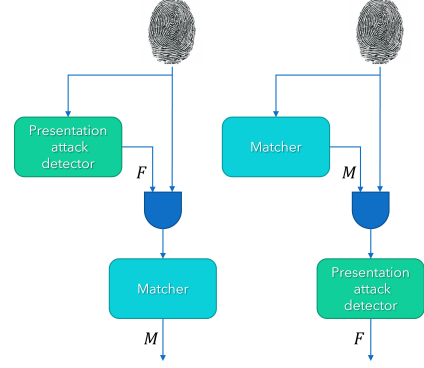 Presentation
attack
detector
F
Matcher
M
Matcher
M
Presentation
attack
detector
F